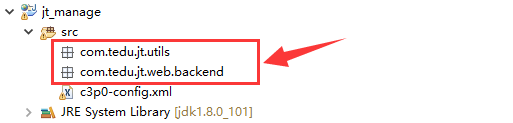 jt_manage
src
com.tedu.jt.utils
com.tedu.jt.web.backend
c3p0-config.xml
JRE System Library [jdk1.8.0_101]